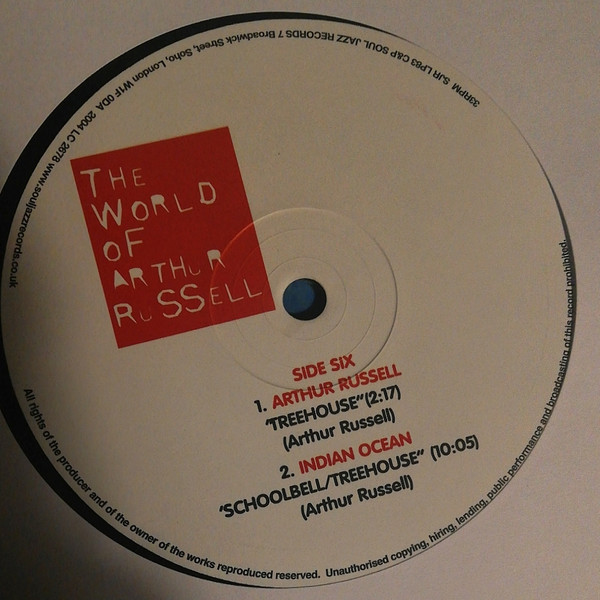 THE
WORLD
OF
ARTHuR
RuSSELL
SIDE SiX
1. ARTHUR RUSSELL
"TREEHOUSE"(2:17)
(Arthur Russell)
2. INDIAN OCEAN
'SCHOOLBELL/TREEHOUSE" (10:05)
(Arthur Russell)
33RPM SJR LP83 C&P SOUL JAZZ RECORDS 7 Broadwick Street, Soho, London W1F 0DA 2004 LC 2678 www.souljazzrecords.co.uk
All rights of the producer and of the owner of the works reproduced reserved. Unauthorised copying, hiring, lending, public performance and broadcasting of this record prohibited.